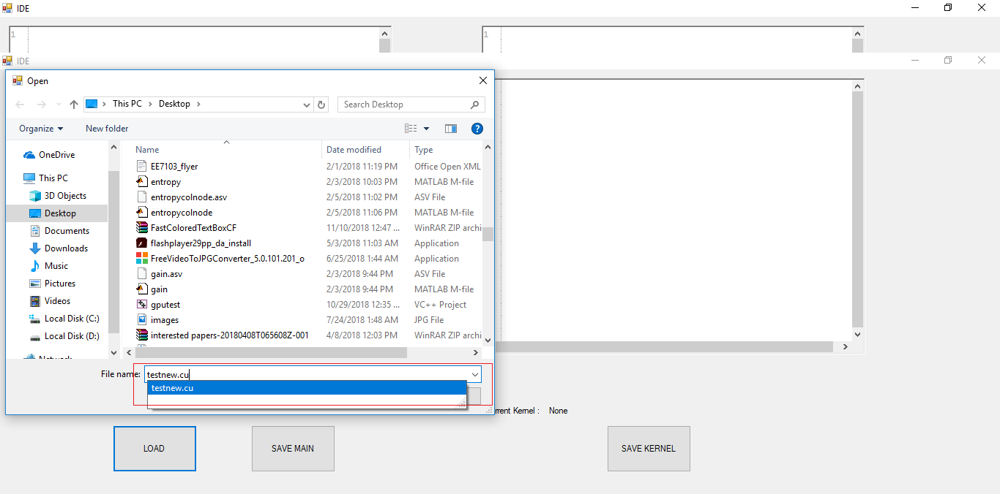 IDE
1
1
IDE
Open
This PC > Desktop >
Search Desktop
Organize
New folder
OneDrive
This PC
3D Objects
Desktop
Documents
Downloads
Music
Pictures
Videos
Local Disk (C:)
Local Disk (D:)
Network
Name Date modified Type
EE7103_flyer 2/1/2018 11:19 PM Office Open XML
entropy 2/3/2018 10:03 PM MATLAB M-file
entropycolnode.asv 2/5/2018 11:02 PM ASV File
entropycolnode 2/5/2018 11:06 PM MATLAB M-file
FastColoredTextBoxCF 11/10/2018 12:47 ... WinRAR ZIP archi
flashplayer29pp_da_install 5/3/2018 11:03 AM Application
FreeVideoToJPGConverter_5.0.101.201_o 6/25/2018 1:44 AM Application
gain.asv 2/3/2018 9:44 PM ASV File
gain 2/3/2018 9:44 PM MATLAB M-file
gputest 10/29/2018 12:35 ... VC++ Project
images 7/24/2018 1:48 AM JPG File
interested papers-20180408T065608Z-001 4/8/2018 12:03 PM WinRAR ZIP archi
File name: testnew.cu
testnew.cu
rrent Kernel : None
LOAD
SAVE MAIN
SAVE KERNEL